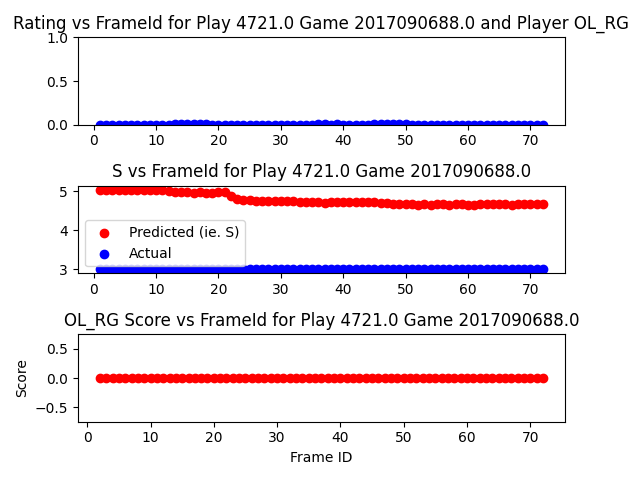 Rating vs FrameId for Play 4721.0 Game 2017090688.0 and Player OL_RG
1.0
0.5
0.0
0 10 20 30 40 50 60 70
S vs FrameId for Play 4721.0 Game 2017090688.0
5
4
3
Predicted (ie. S)
Actual
0 10 20 30 40 50 60 70
OL_RG Score vs FrameId for Play 4721.0 Game 2017090688.0
Score
0.5
0.0
−0.5
0 10 20 30 40 50 60 70
Frame ID